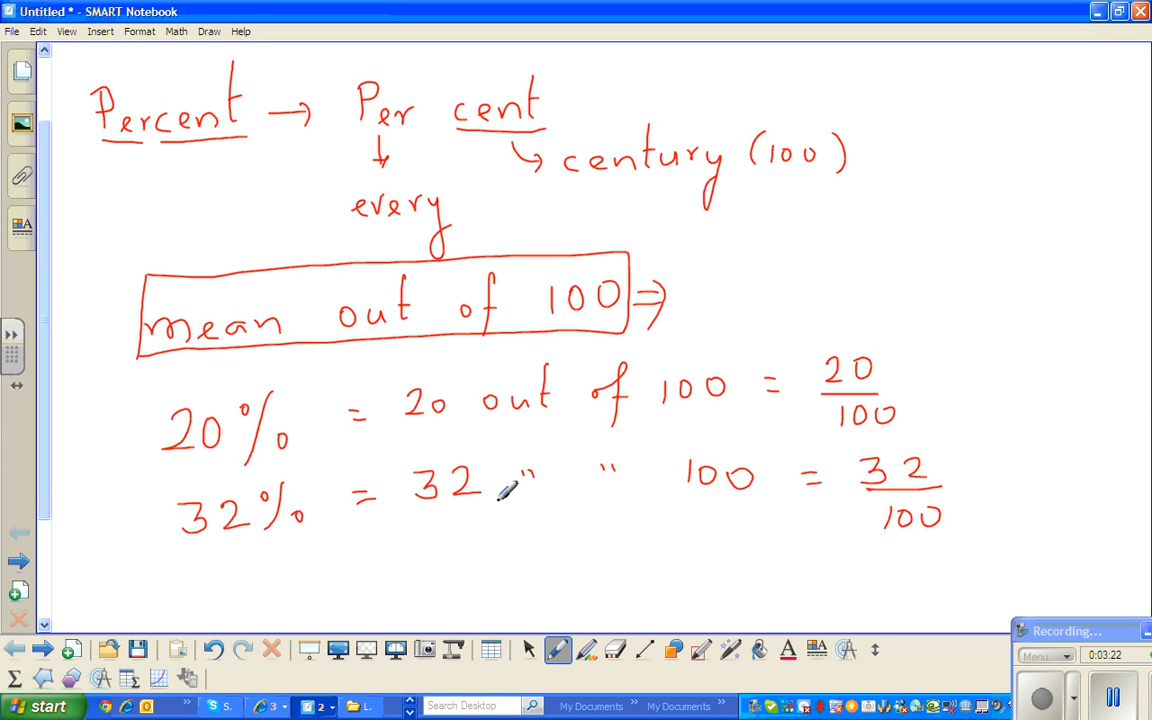 Untitled * - SMART Notebook
File Edit View Insert Format Math Draw Help
Percent → Per cent
century (100)
every
mean out of 100 ⇒
20% = 20 out of 100 = 20/100
32% = 32 " " 100 = 32/100
Recording...
Menu 0:03:22
start S. 3 2 L. Search Desktop My Documents My Documents